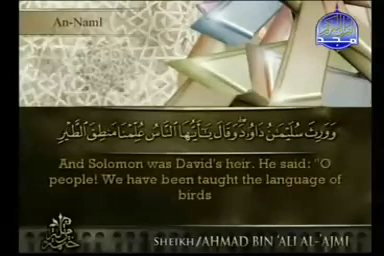 An-Naml
المجد
وَوَرِثَ سُلَيْمَٰنُ دَاوُۥدَ ۖ وَقَالَ يَٰٓأَيُّهَا ٱلنَّاسُ عُلِّمْنَا مَنطِقَ ٱلطَّيْرِ
And Solomon was David's heir. He said: "O
people! We have been taught the language of
birds
SHEIKH/AHMAD BIN 'ALI AL-'AJMI